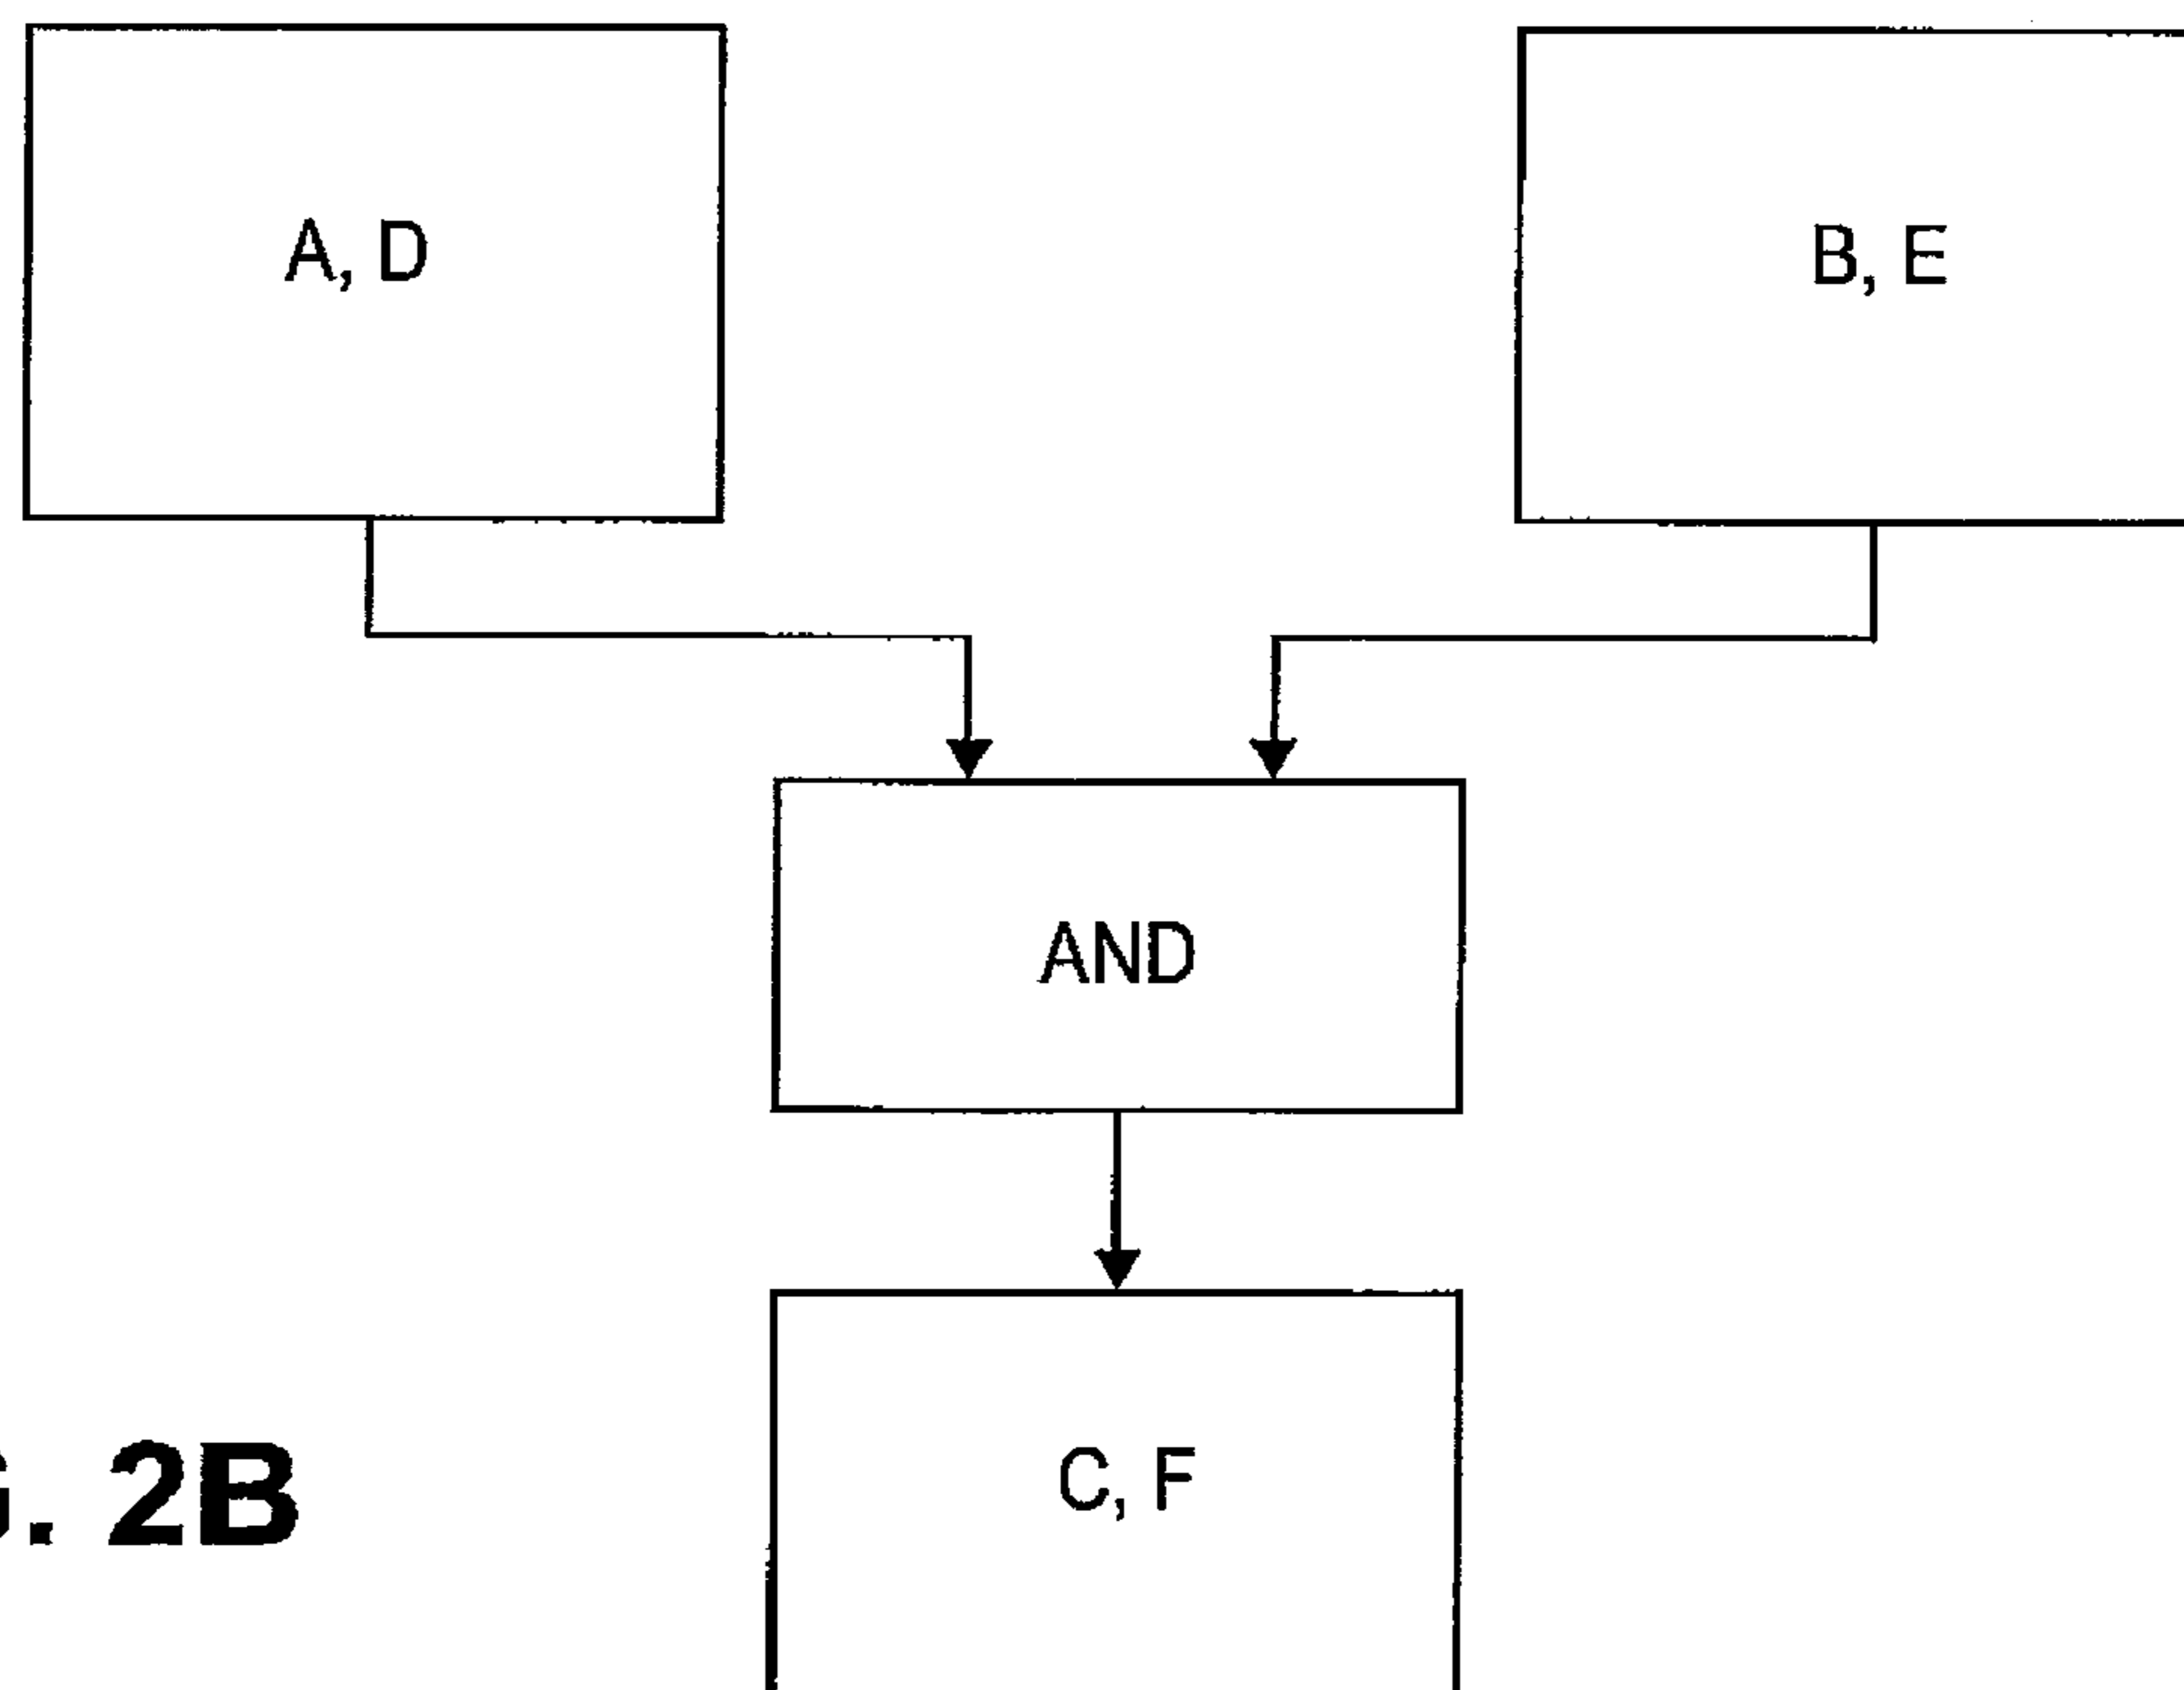 A, D
B, E
AND
C, F
. 2B